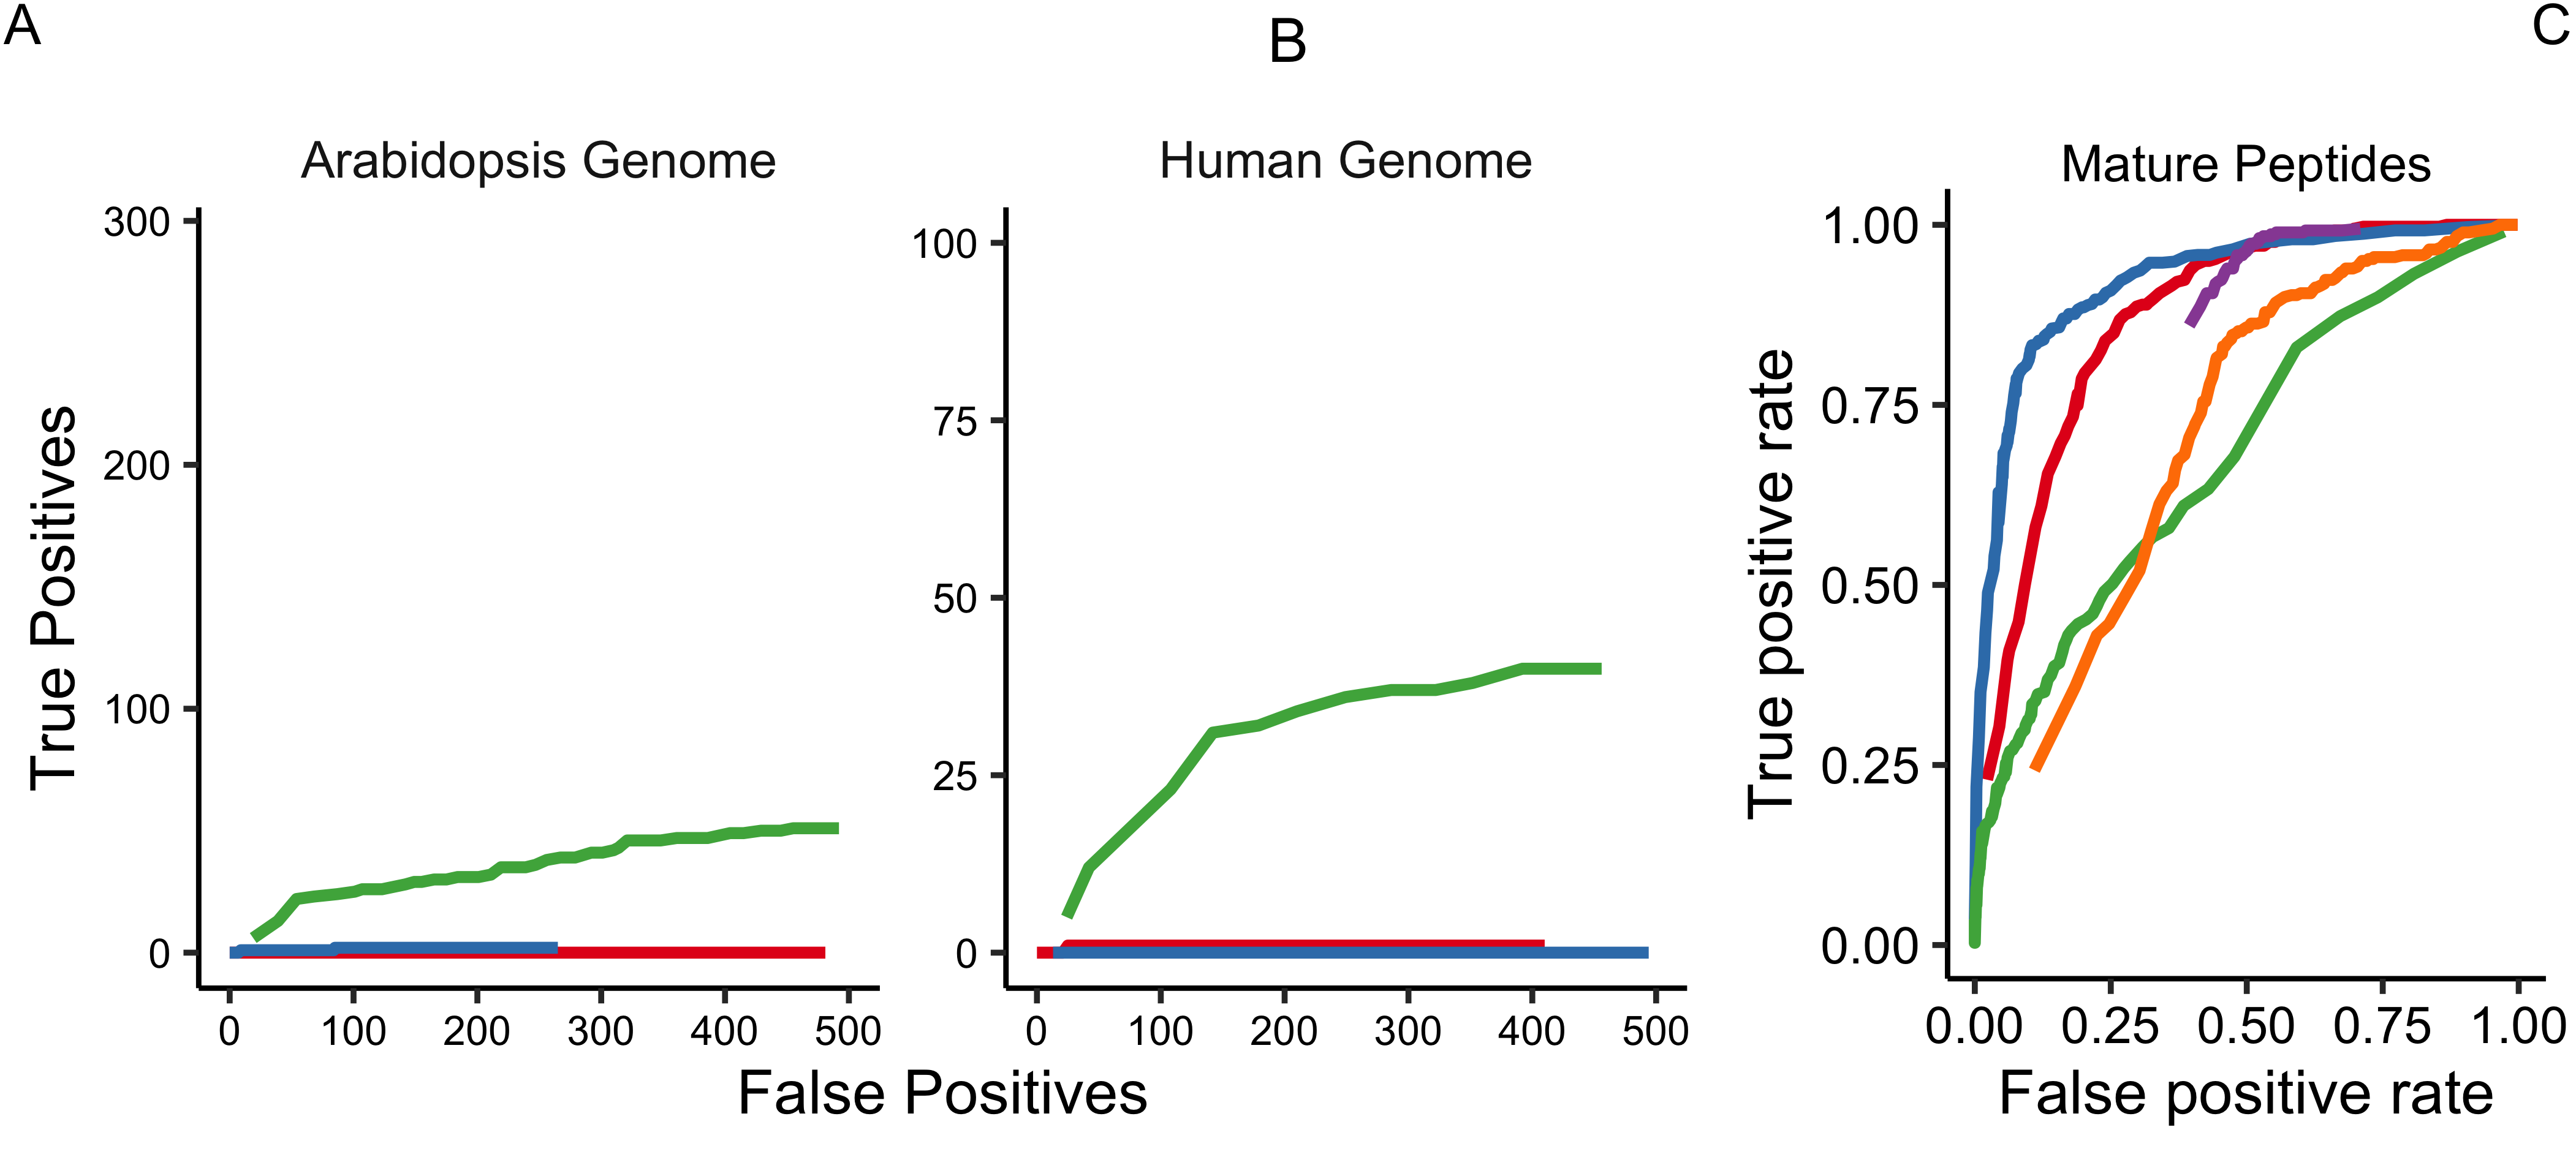 A
B
C
Arabidopsis Genome
Human Genome
Mature Peptides
True Positives
300
200
100
0
0 100 200 300 400 500
100
75
50
25
0
0 100 200 300 400 500
False Positives
True positive rate
1.00
0.75
0.50
0.25
0.00
0.00 0.25 0.50 0.75 1.00
False positive rate